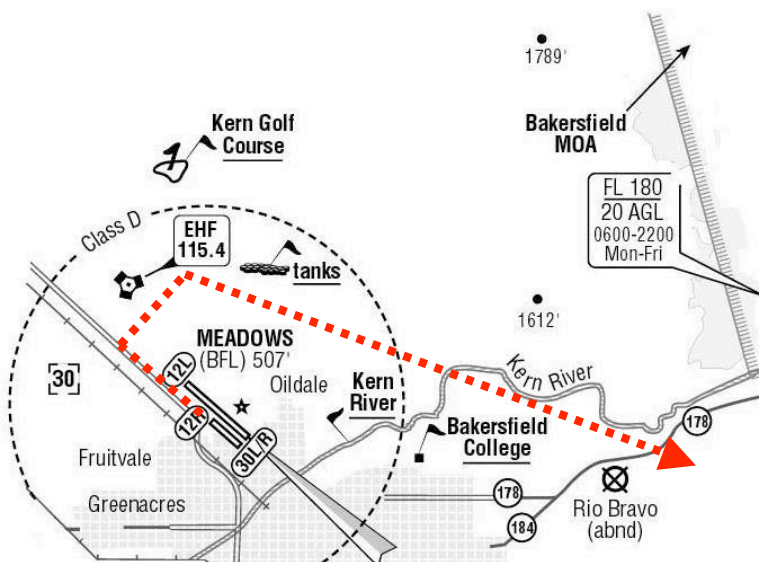 1789'
Bakersfield
MOA
Kern Golf
Course
FL 180
20 AGL
0600-2200
Mon-Fri
Class D
EHF
115.4
tanks
1612'
MEADOWS
(BFL) 507'
12L
Oildale
[30]
Kern River
Kern
River
12R
30L/R
Bakersfield
College
178
Fruitvale
Greenacres
178
184
Rio Bravo
(abnd)